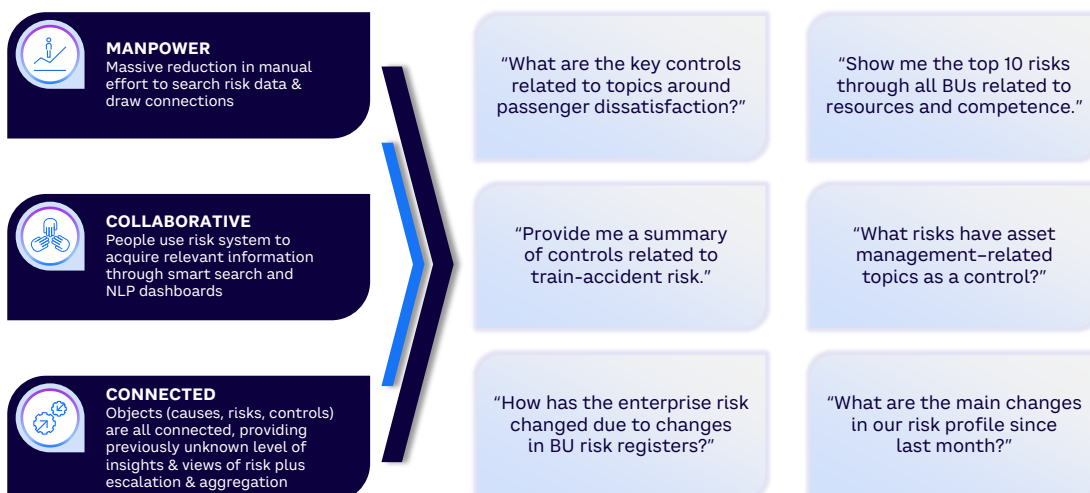 MANPOWER
Massive reduction in manual
effort to search risk data &
draw connections
COLLABORATIVE
People use risk system to
acquire relevant information
through smart search and
NLP dashboards
CONNECTED
Objects (causes, risks, controls)
are all connected, providing
previously unknown level of
insights & views of risk plus
escalation & aggregation
“What are the key controls
related to topics around
passenger dissatisfaction?”
“Show me the top 10 risks
through all BUs related to
resources and competence.”
“Provide me a summary
of controls related to
train-accident risk.”
“What risks have asset
management–related
topics as a control?”
“How has the enterprise risk
changed due to changes
in BU risk registers?”
“What are the main changes
in our risk profile since
last month?”